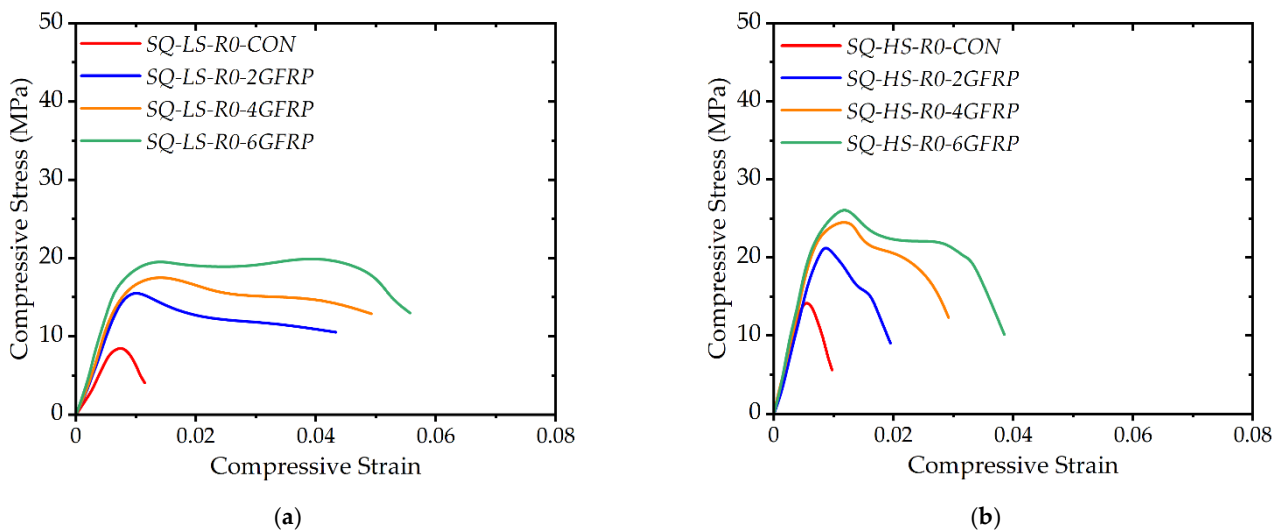 50
40
30
20
10
0
Compressive Stress (MPa)
SQ-LS-R0-CON
SQ-LS-R0-2GFRP
SQ-LS-R0-4GFRP
SQ-LS-R0-6GFRP
0
0.02
0.04
0.06
0.08
Compressive Strain
(a)
50
40
30
20
10
0
Compressive Stress (MPa)
SQ-HS-R0-CON
SQ-HS-R0-2GFRP
SQ-HS-R0-4GFRP
SQ-HS-R0-6GFRP
0
0.02
0.04
0.06
0.08
Compressive Strain
(b)